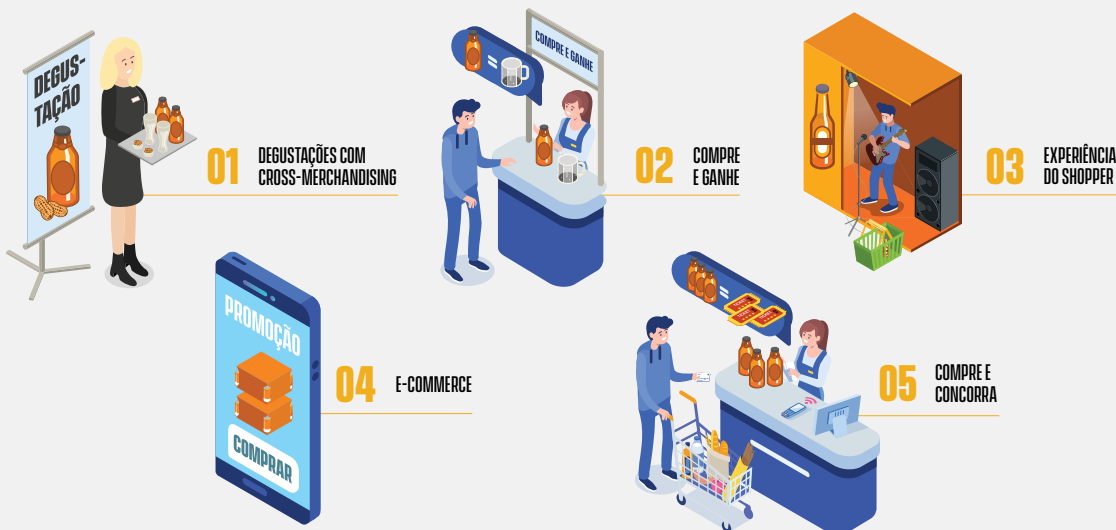 DEGUS-
TAÇÃO
01
DEGUSTAÇÕES COM
CROSS-MERCHANDISING
COMPRE E GANHE
=
02
COMPRE
E GANHE
03
EXPERIÊNCIA
DO SHOPPER
PROMOÇÃO
COMPRAR
04
E-COMMERCE
=
05
COMPRE E
CONCORRA